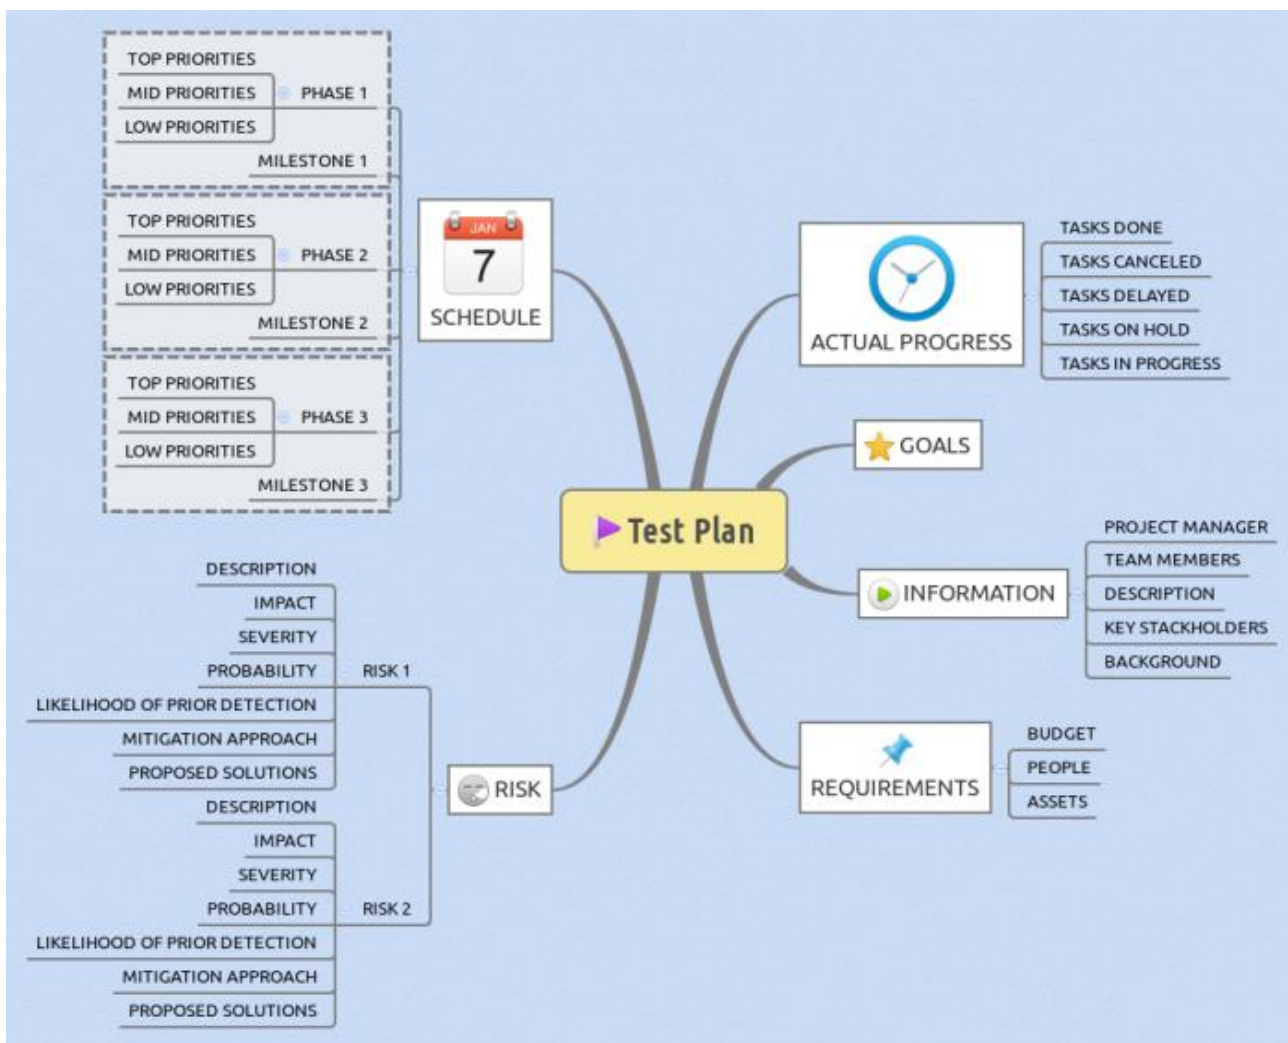 TOP PRIORITIES
MID PRIORITIES
LOW PRIORITIES
PHASE 1
MILESTONE 1
TOP PRIORITIES
MID PRIORITIES
LOW PRIORITIES
PHASE 2
MILESTONE 2
TOP PRIORITIES
MID PRIORITIES
LOW PRIORITIES
PHASE 3
MILESTONE 3
JAN
7
SCHEDULE
ACTUAL PROGRESS
TASKS DONE
TASKS CANCELED
TASKS DELAYED
TASKS ON HOLD
TASKS IN PROGRESS
GOALS
Test Plan
INFORMATION
PROJECT MANAGER
TEAM MEMBERS
DESCRIPTION
KEY STACKHOLDERS
BACKGROUND
REQUIREMENTS
BUDGET
PEOPLE
ASSETS
RISK
RISK 1
DESCRIPTION
IMPACT
SEVERITY
PROBABILITY
LIKELIHOOD OF PRIOR DETECTION
MITIGATION APPROACH
PROPOSED SOLUTIONS
RISK 2
DESCRIPTION
IMPACT
SEVERITY
PROBABILITY
LIKELIHOOD OF PRIOR DETECTION
MITIGATION APPROACH
PROPOSED SOLUTIONS